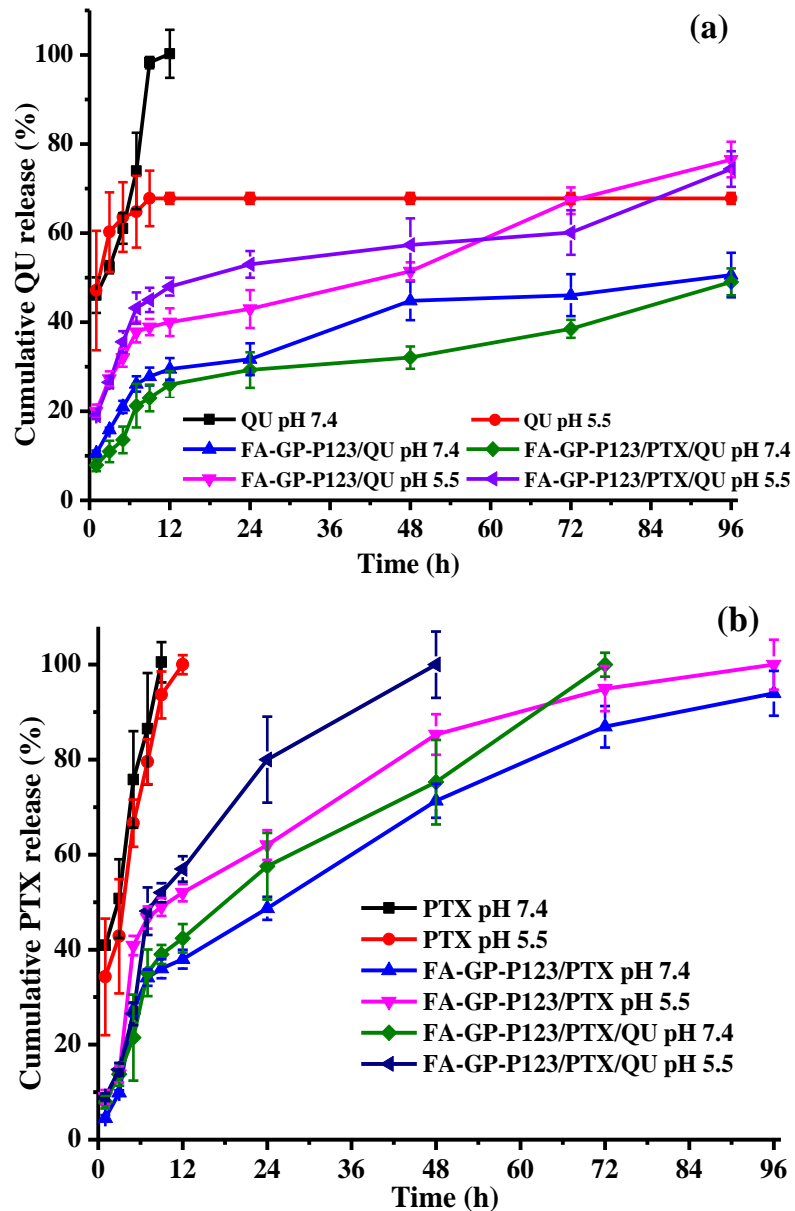 (a)
Cumulative QU release (%)
100
80
60
40
20
0
QU pH 7.4
QU pH 5.5
FA-GP-P123/QU pH 7.4
FA-GP-P123/PTX/QU pH 7.4
FA-GP-P123/QU pH 5.5
FA-GP-P123/PTX/QU pH 5.5
0 12 24 36 48 60 72 84 96
Time (h)
(b)
Cumulative PTX release (%)
100
80
60
40
20
0
PTX pH 7.4
PTX pH 5.5
FA-GP-P123/PTX pH 7.4
FA-GP-P123/PTX pH 5.5
FA-GP-P123/PTX/QU pH 7.4
FA-GP-P123/PTX/QU pH 5.5
0 12 24 36 48 60 72 84 96
Time (h)